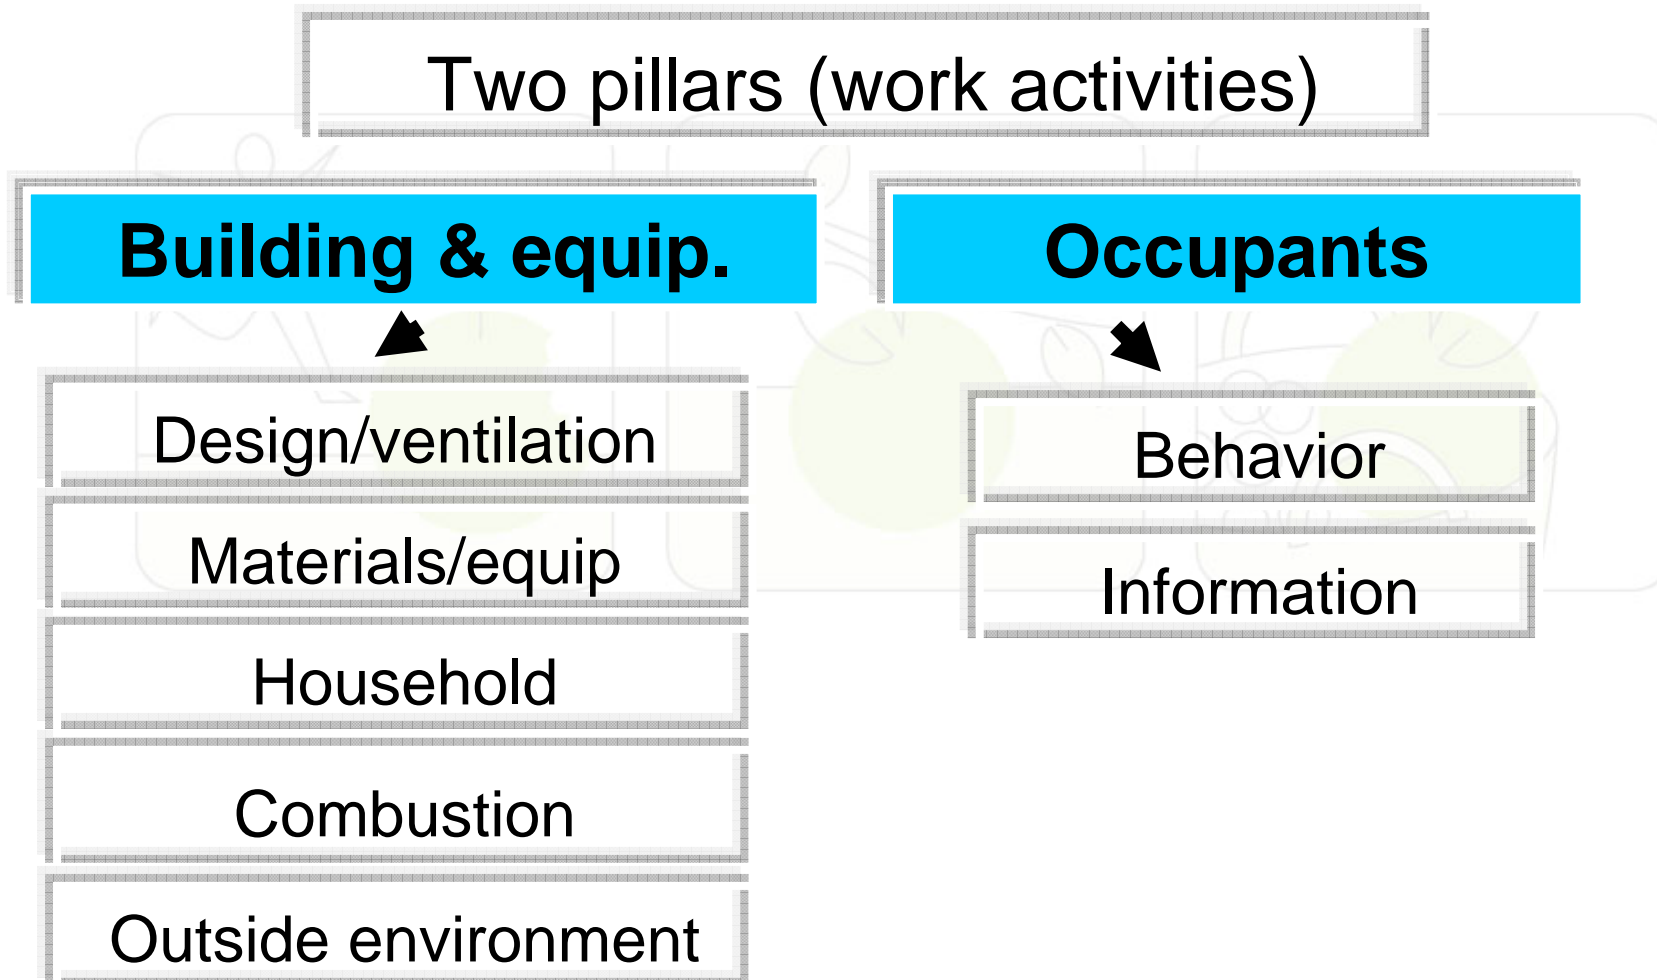 Two pillars (work activities)
Building & equip.
Occupants
Design/ventilation
Materials/equip
Household
Combustion
Outside environment
Behavior
Information